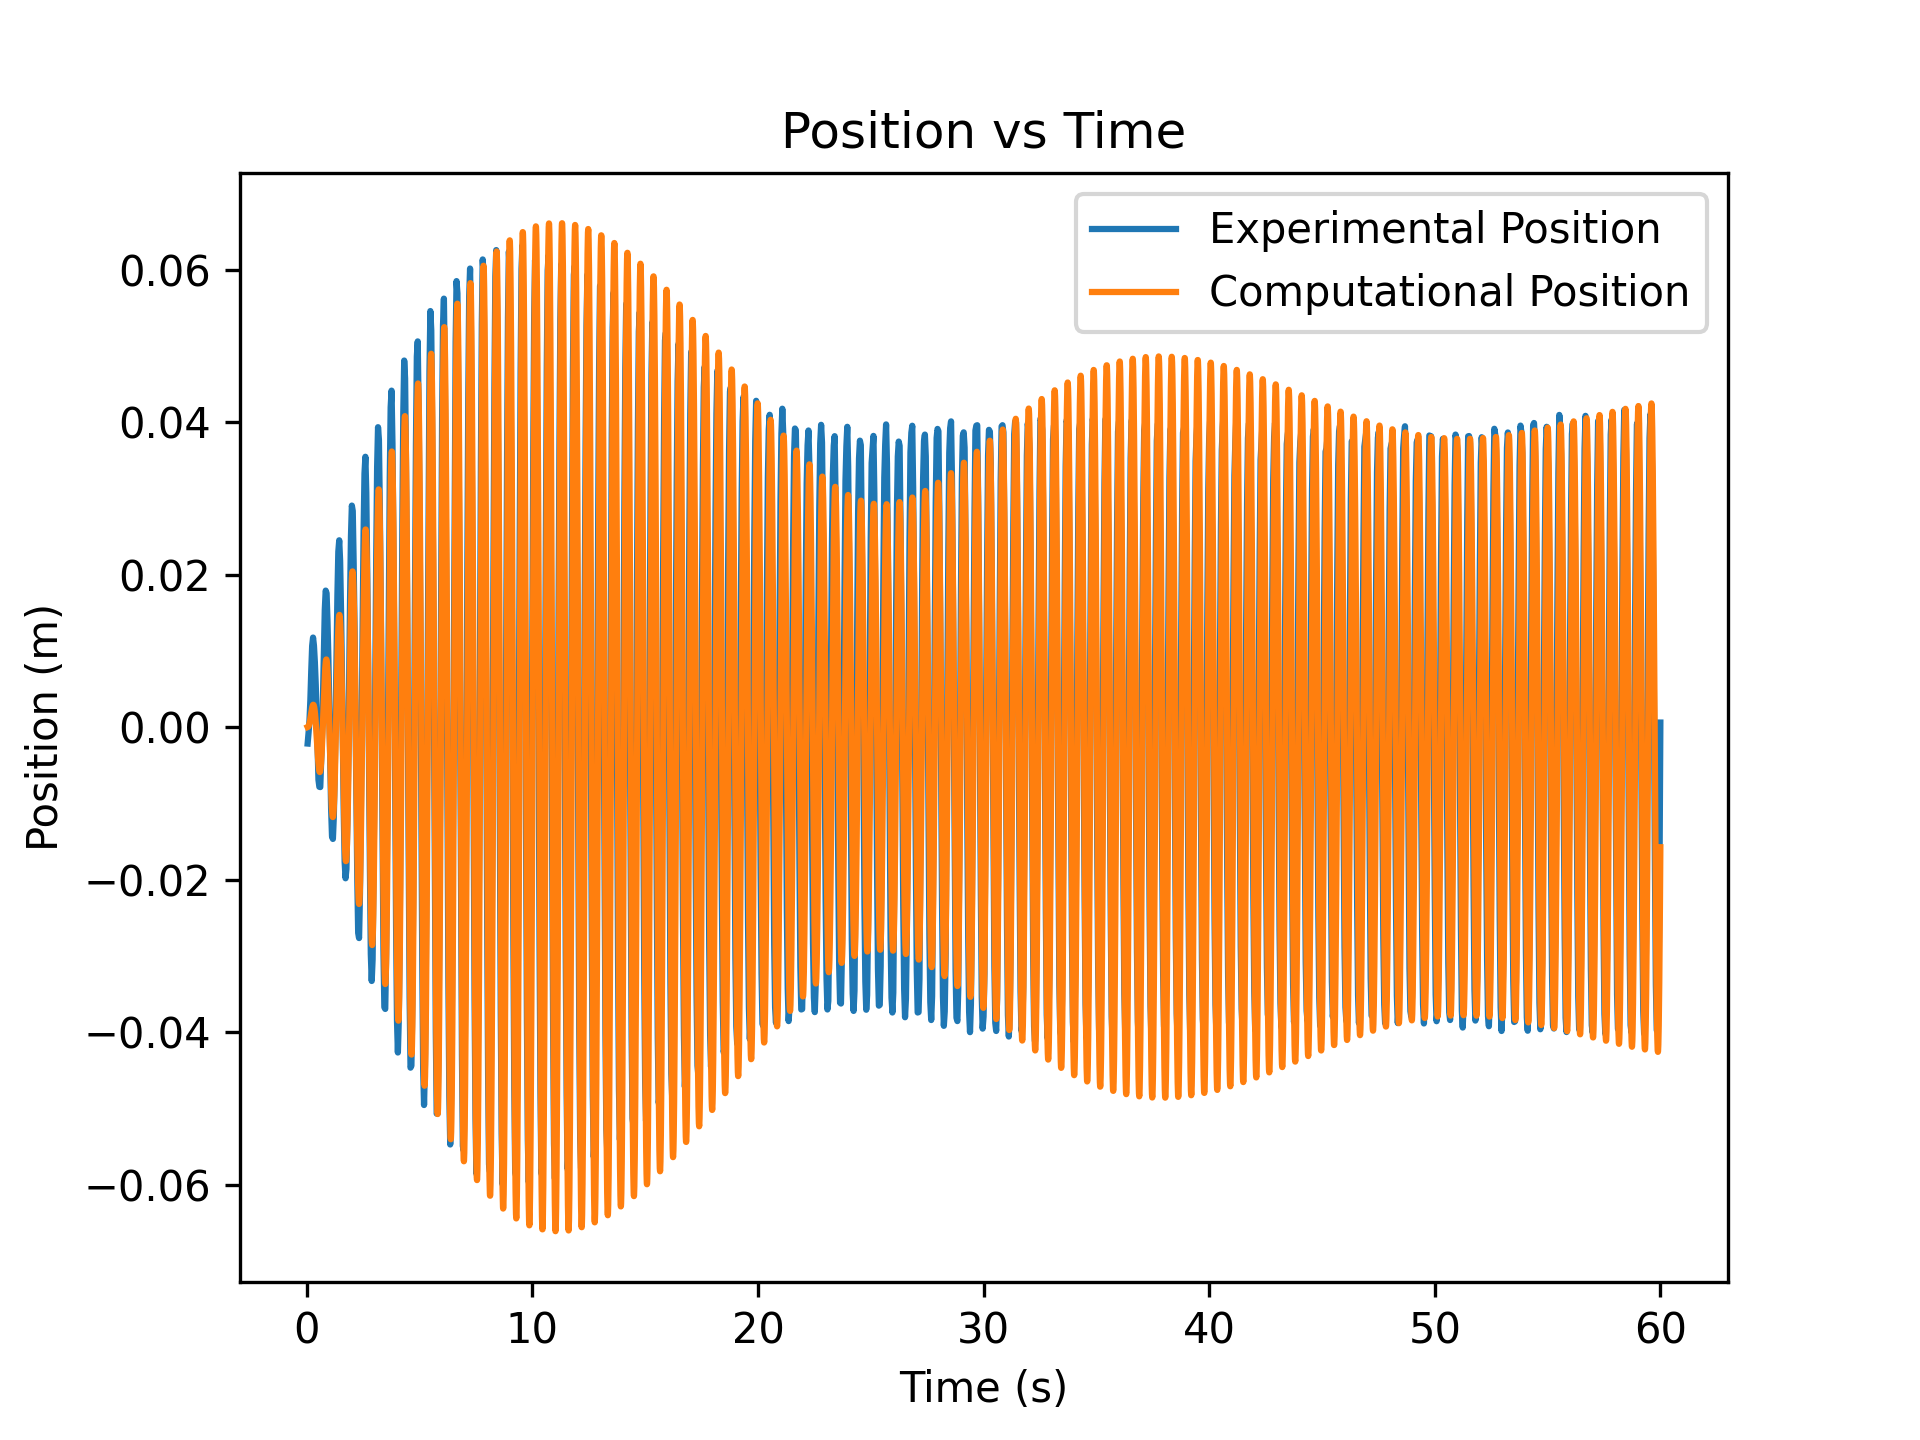 Position vs Time
Experimental Position
Computational Position
Position (m)
0.06
0.04
0.02
0.00
−0.02
−0.04
−0.06
0 10 20 30 40 50 60
Time (s)